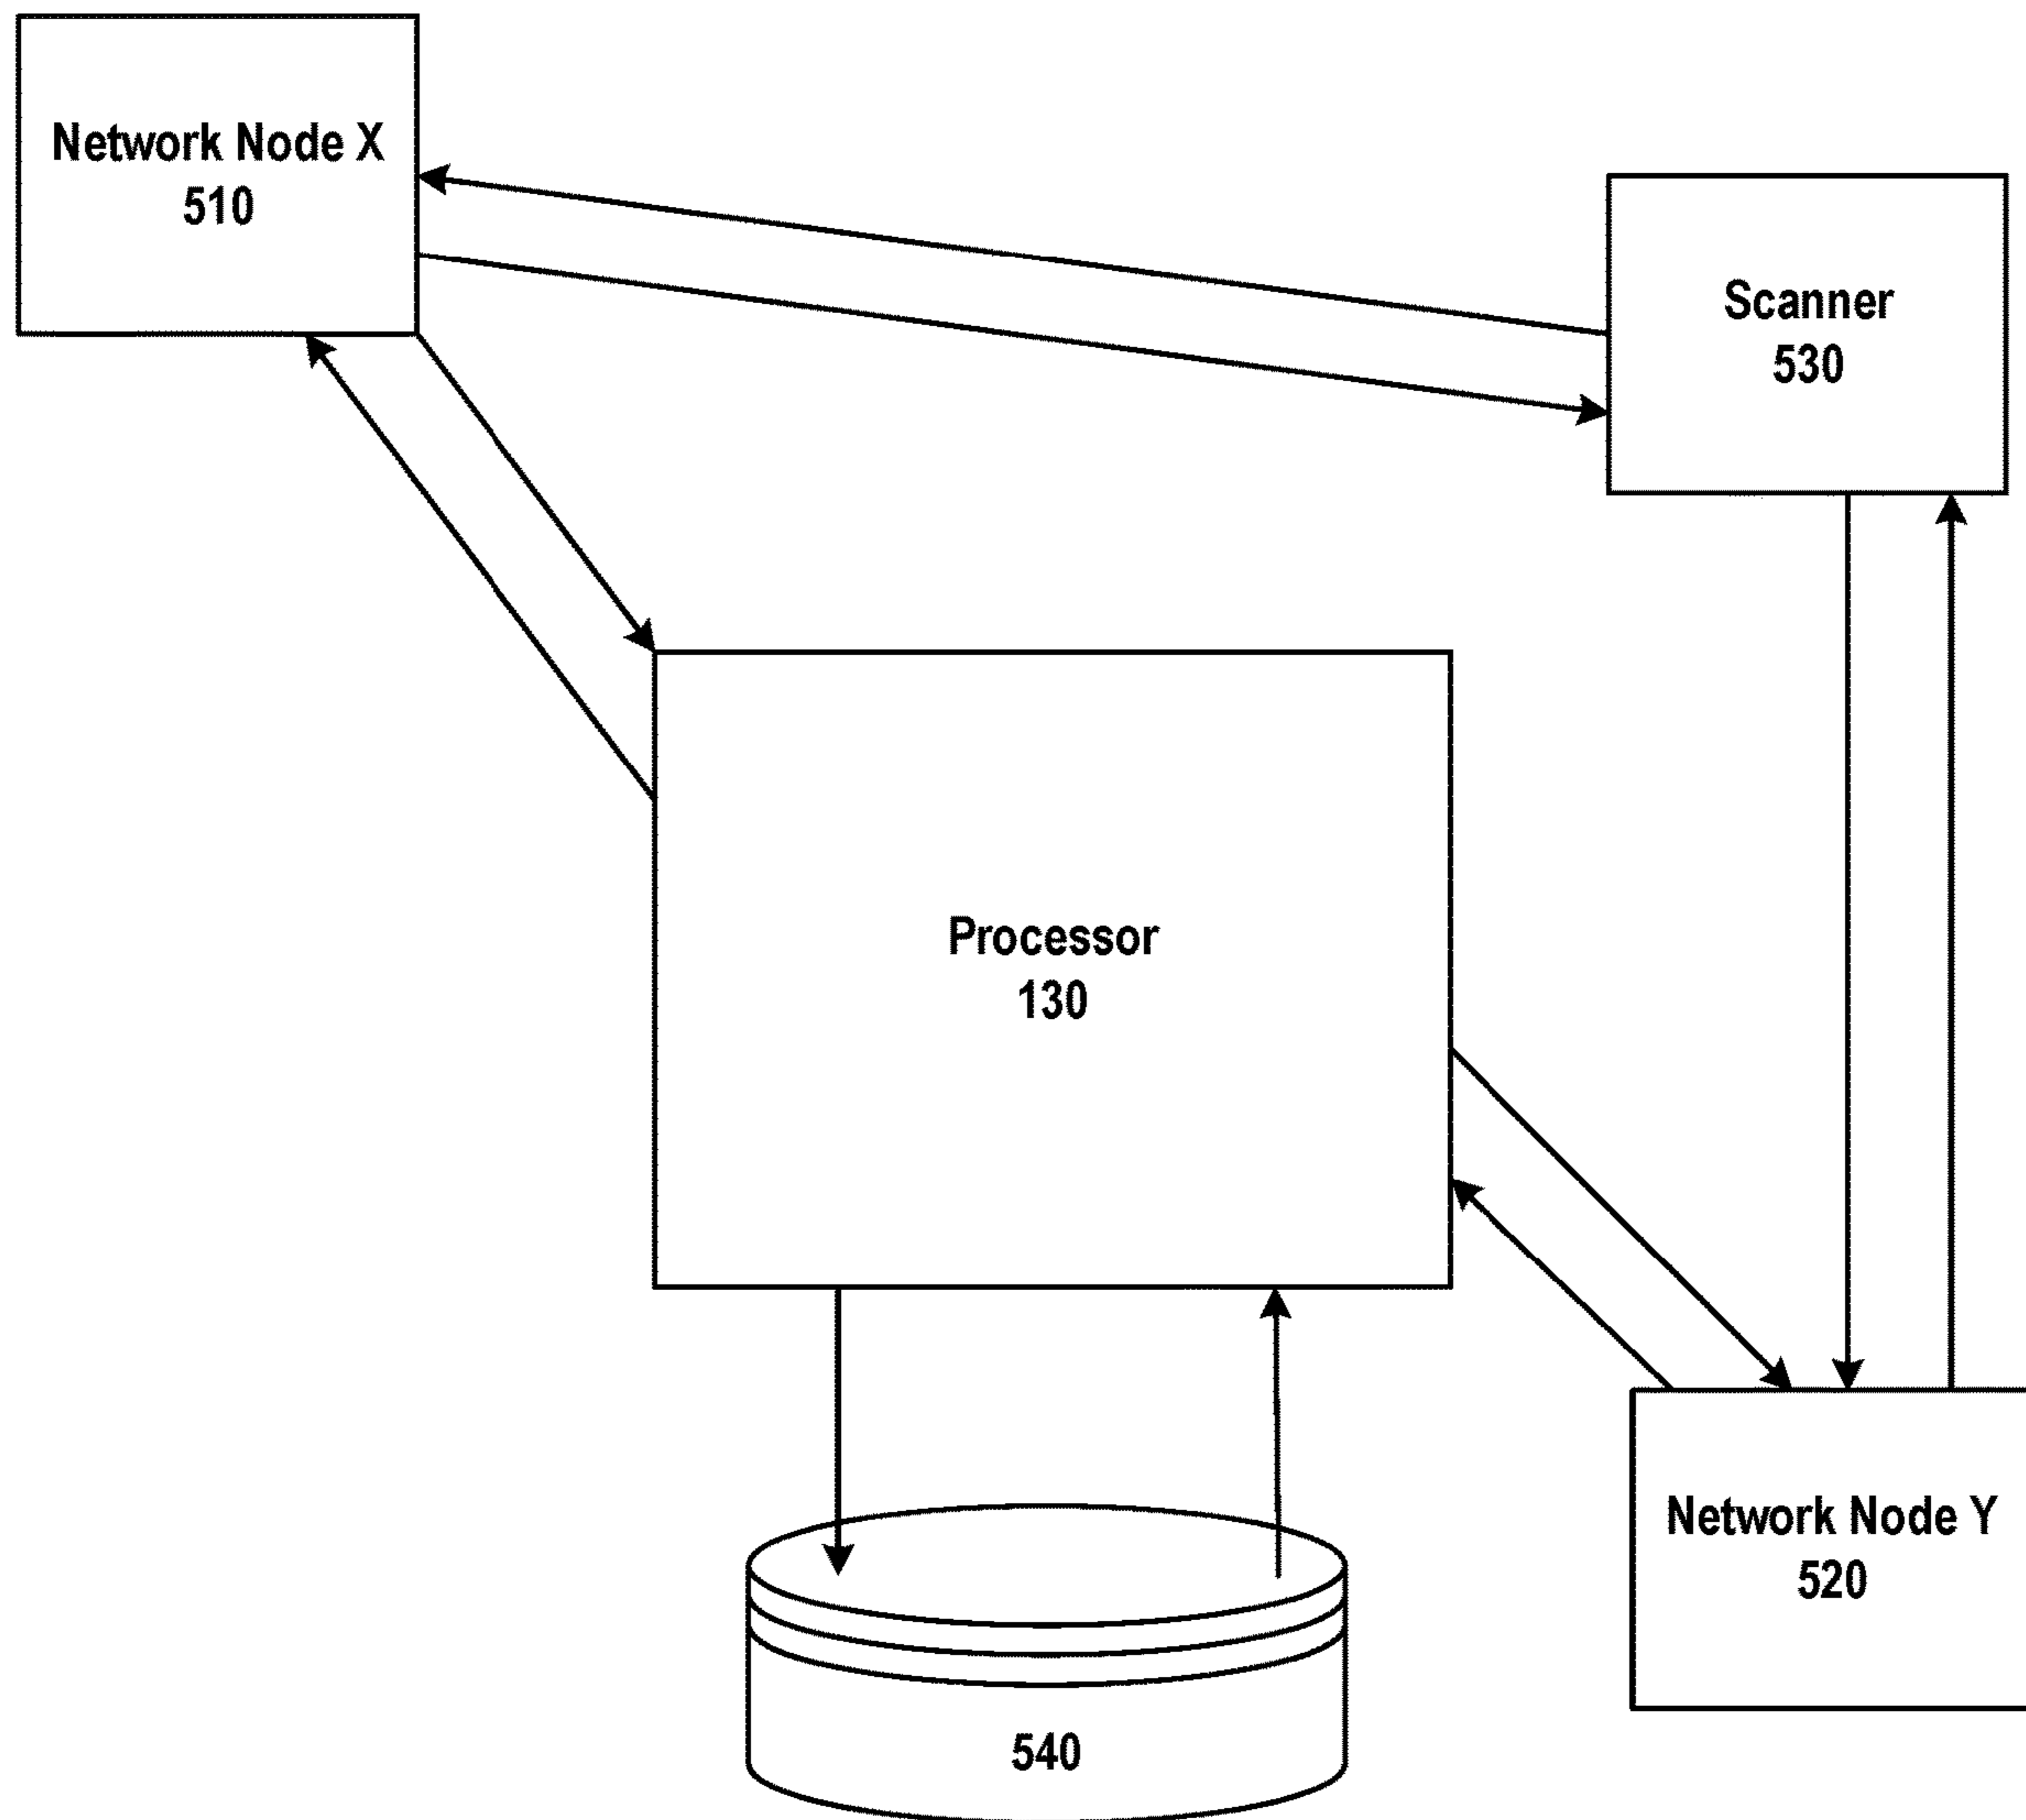 Network Node X
510
Scanner
530
Processor
130
Network Node Y
520
540